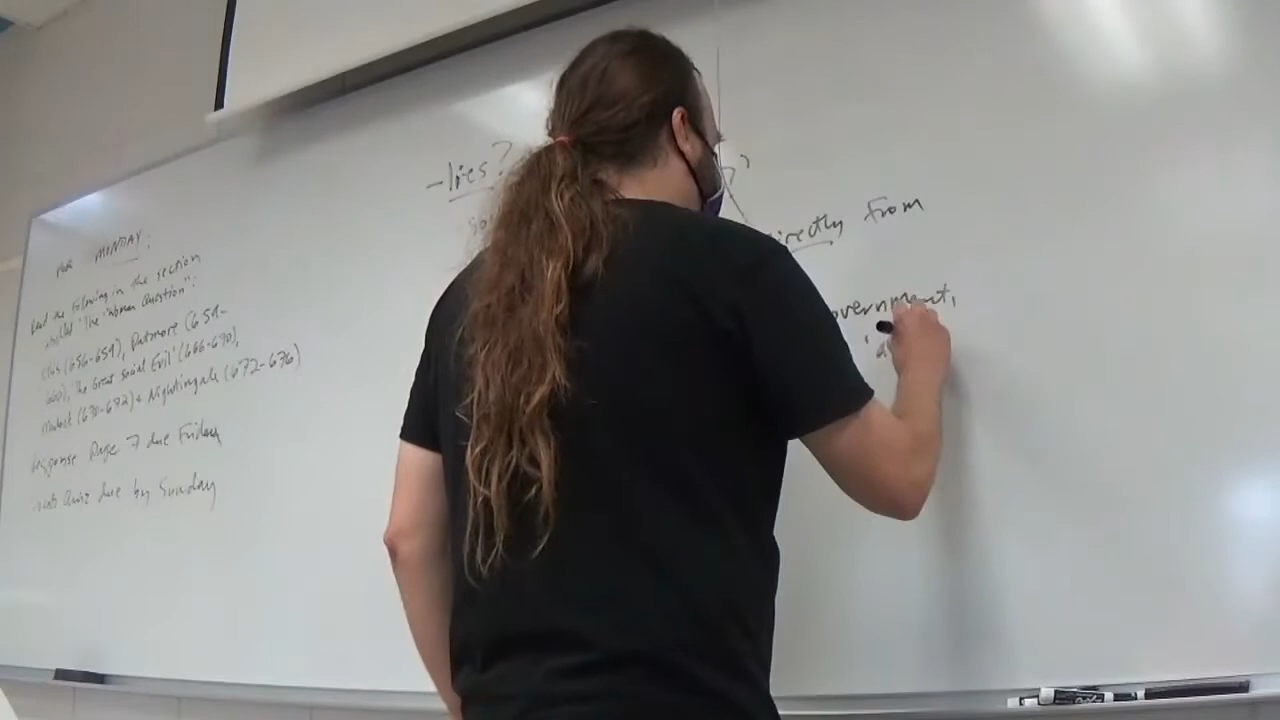 FOR MONDAY:
Read the following in the section
called "The "Woman Question":
Ellis (656-659), Patmore (659-
660), "The Great Social Evil" (666-670),
Mulock (670-672) + Nightingale (672-676)
Response Page 7 due Friday
Web Quiz due by Sunday
-lies?
directly from
government,